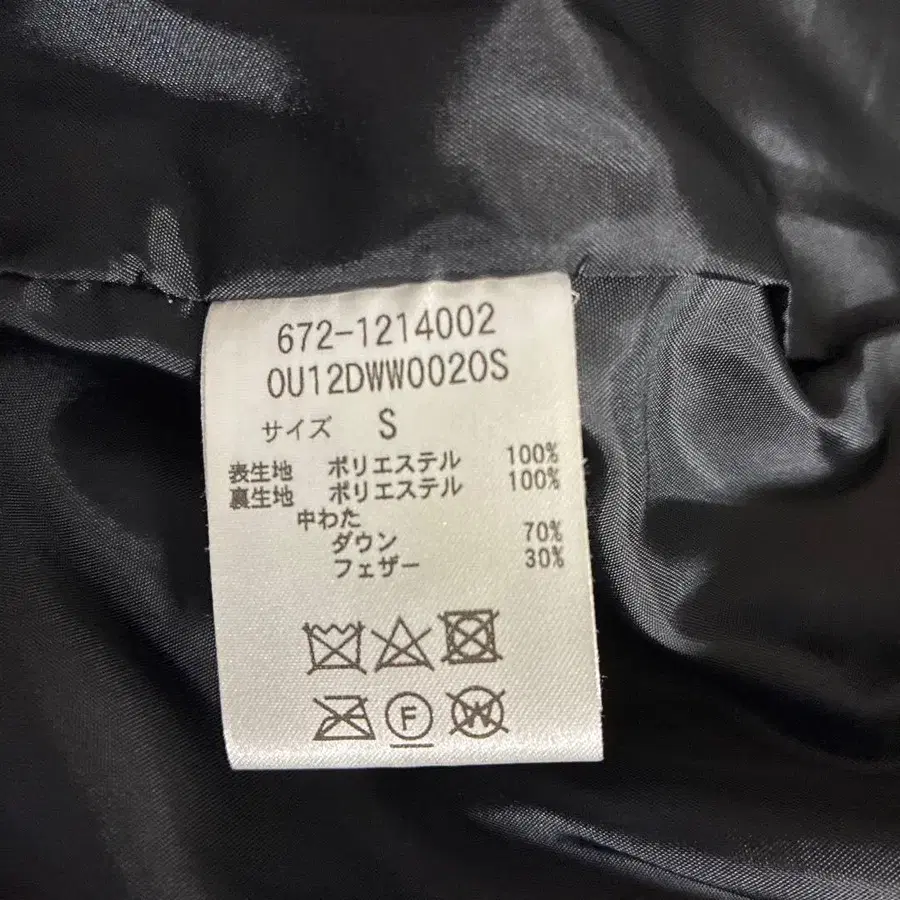 672-1214002
0U12DWW0020S
サイズ S
表生地 ポリエステル 100%
裏生地 ポリエステル 100%
中わた
ダウン 70%
フェザー 30%
F W